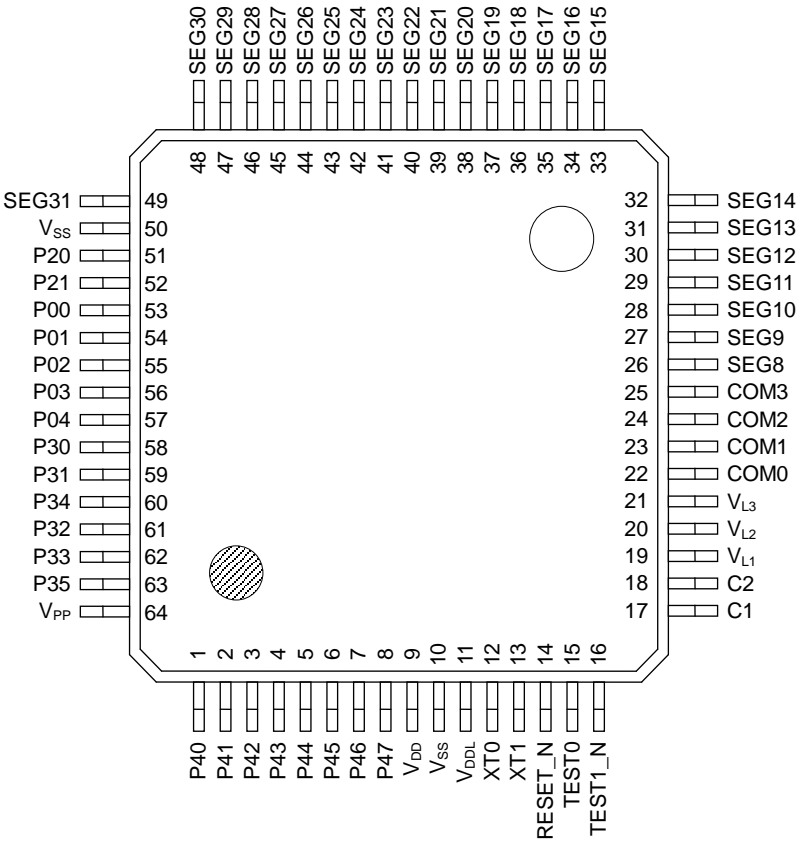 SEG30 SEG29 SEG28 SEG27 SEG26 SEG25 SEG24 SEG23 SEG22 SEG21 SEG20 SEG19 SEG18 SEG17 SEG16 SEG15
48 47 46 45 44 43 42 41 40 39 38 37 36 35 34 33
SEG31 49 32 SEG14
VSS 50 31 SEG13
P20 51 30 SEG12
P21 52 29 SEG11
P00 53 28 SEG10
P01 54 27 SEG9
P02 55 26 SEG8
P03 56 25 COM3
P04 57 24 COM2
P30 58 23 COM1
P31 59 22 COM0
P34 60 21 VL3
P32 61 20 VL2
P33 62 19 VL1
P35 63 18 C2
VPP 64 17 C1
1 2 3 4 5 6 7 8 9 10 11 12 13 14 15 16
P40 P41 P42 P43 P44 P45 P46 P47 VDD VSS VDDL XT0 XT1 RESET_N TEST0 TEST1_N